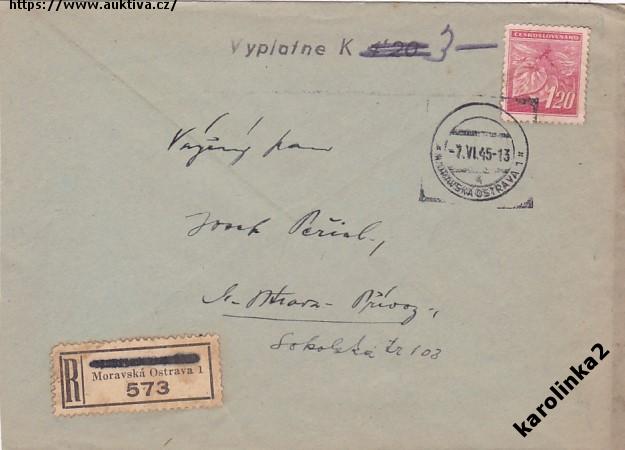 https://www.auktiva.cz/
Vyplatne K 1'20 3—
ČESKOSLOVENSKO
1.20
-7.VI.45-13
MORAVSKÁ OSTRAVA 1
Vážený pan
Josef
M. Ostrava - Přívoz,
Sokolská tř 103
R
Moravská Ostrava 1
573
karolinka2